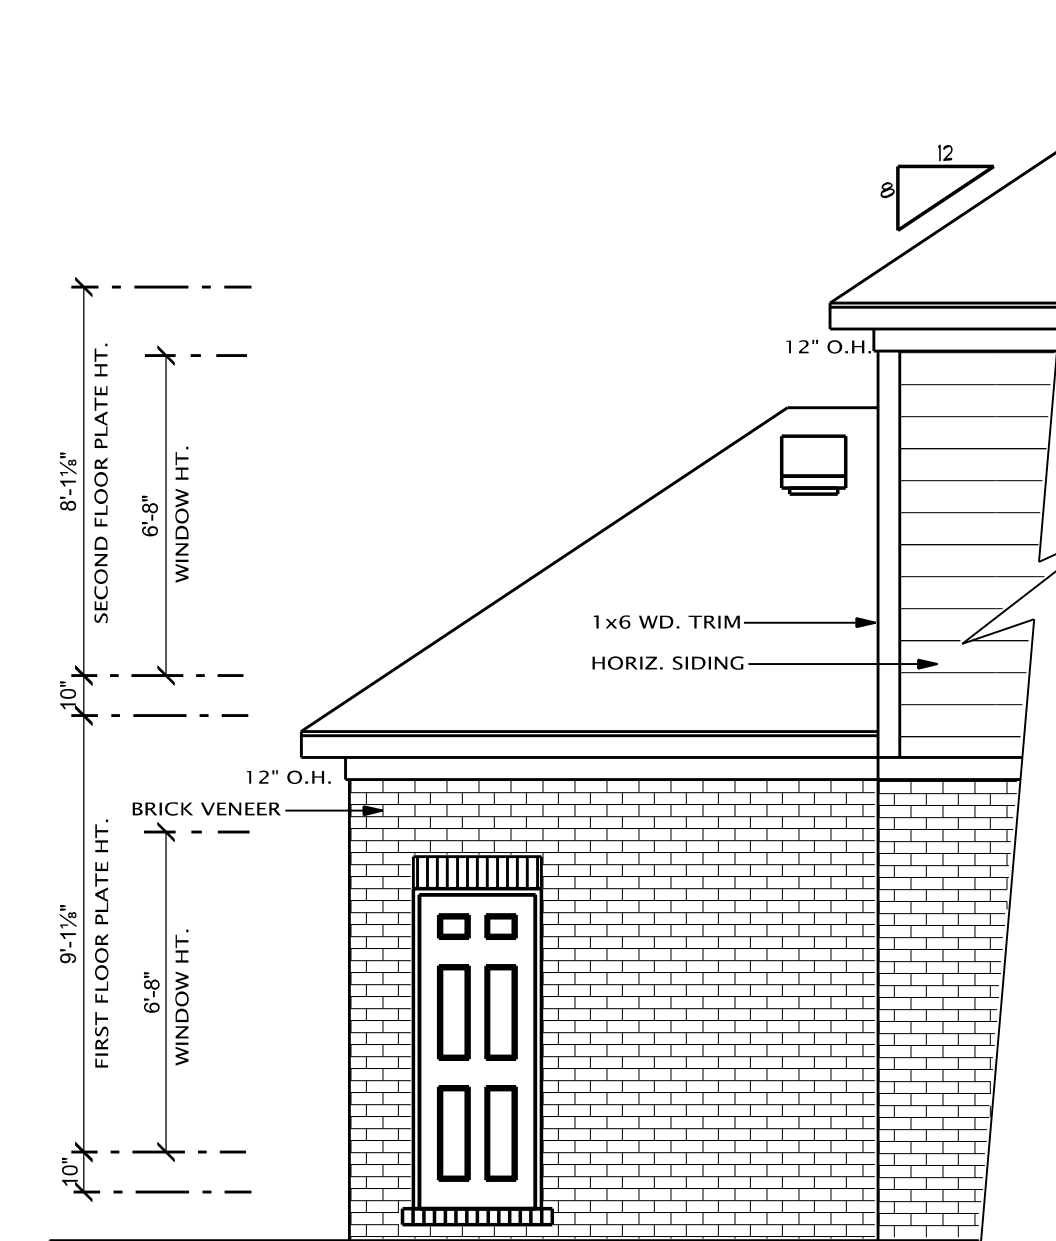 12
8
12" O.H.
8'-1⅛"
SECOND FLOOR PLATE HT.
6'-8"
WINDOW HT.
1x6 WD. TRIM
HORIZ. SIDING
10"
12" O.H.
BRICK VENEER
9'-1⅛"
FIRST FLOOR PLATE HT.
6'-8"
WINDOW HT.
10"